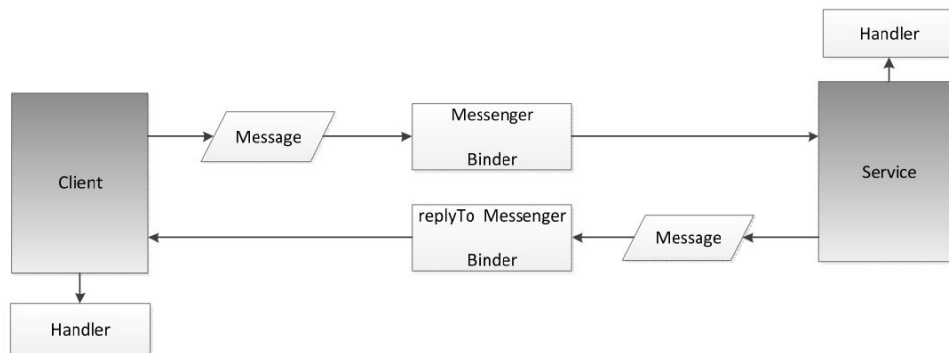 Handler
Message
Messenger
Binder
Client
Service
replyTo Messenger
Binder
Message
Handler